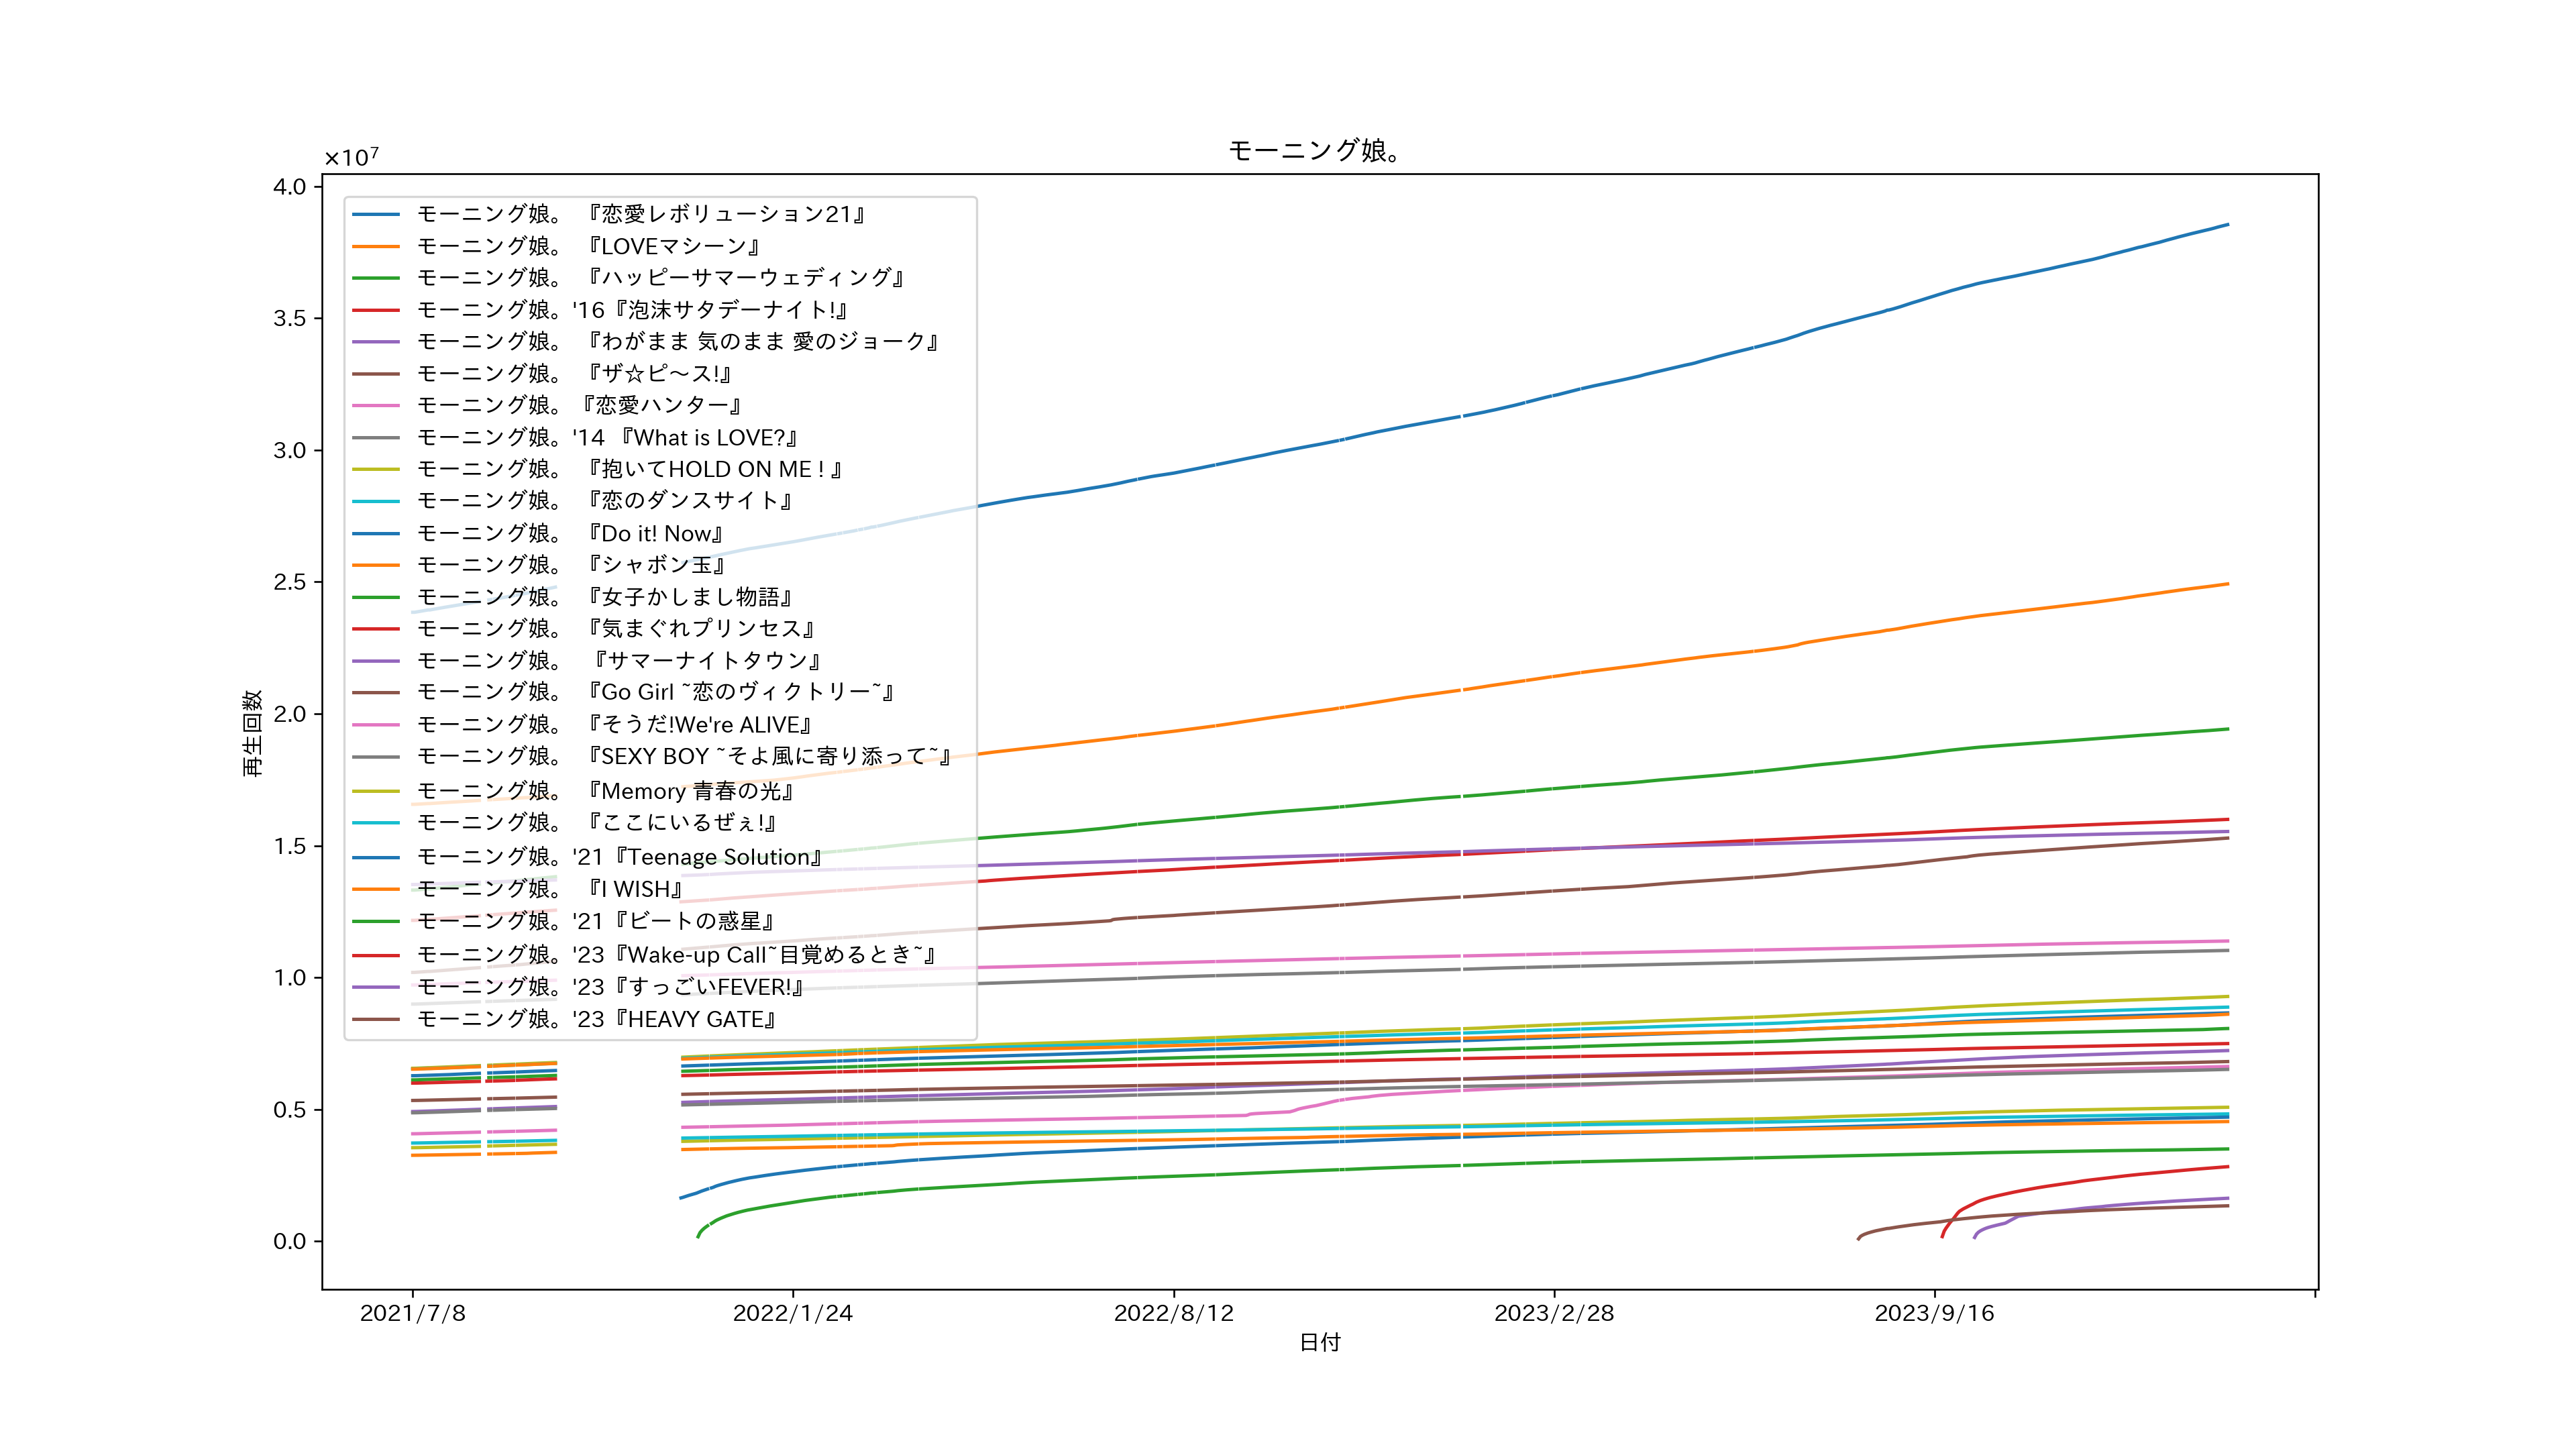 モーニング娘。
×10⁷
4.0
3.5
3.0
2.5
2.0
1.5
1.0
0.5
0.0
再生回数
モーニング娘。 『恋愛レボリューション21』
モーニング娘。 『LOVEマシーン』
モーニング娘。 『ハッピーサマーウェディング』
モーニング娘。'16『泡沫サタデーナイト!』
モーニング娘。 『わがまま 気のまま 愛のジョーク』
モーニング娘。 『ザ☆ピ～ス!』
モーニング娘。『恋愛ハンター』
モーニング娘。'14 『What is LOVE?』
モーニング娘。 『抱いてHOLD ON ME ! 』
モーニング娘。 『恋のダンスサイト』
モーニング娘。 『Do it! Now』
モーニング娘。 『シャボン玉』
モーニング娘。 『女子かしまし物語』
モーニング娘。 『気まぐれプリンセス』
モーニング娘。 『サマーナイトタウン』
モーニング娘。 『Go Girl ~恋のヴィクトリー~』
モーニング娘。 『そうだ!We're ALIVE』
モーニング娘。 『SEXY BOY ~そよ風に寄り添って~』
モーニング娘。 『Memory 青春の光』
モーニング娘。 『ここにいるぜぇ!』
モーニング娘。'21『Teenage Solution』
モーニング娘。 『I WISH』
モーニング娘。'21『ビートの惑星』
モーニング娘。'23『Wake-up Call~目覚めるとき~』
モーニング娘。'23『すっごいFEVER!』
モーニング娘。'23『HEAVY GATE』
2021/7/8 2022/1/24 2022/8/12 2023/2/28 2023/9/16
日付